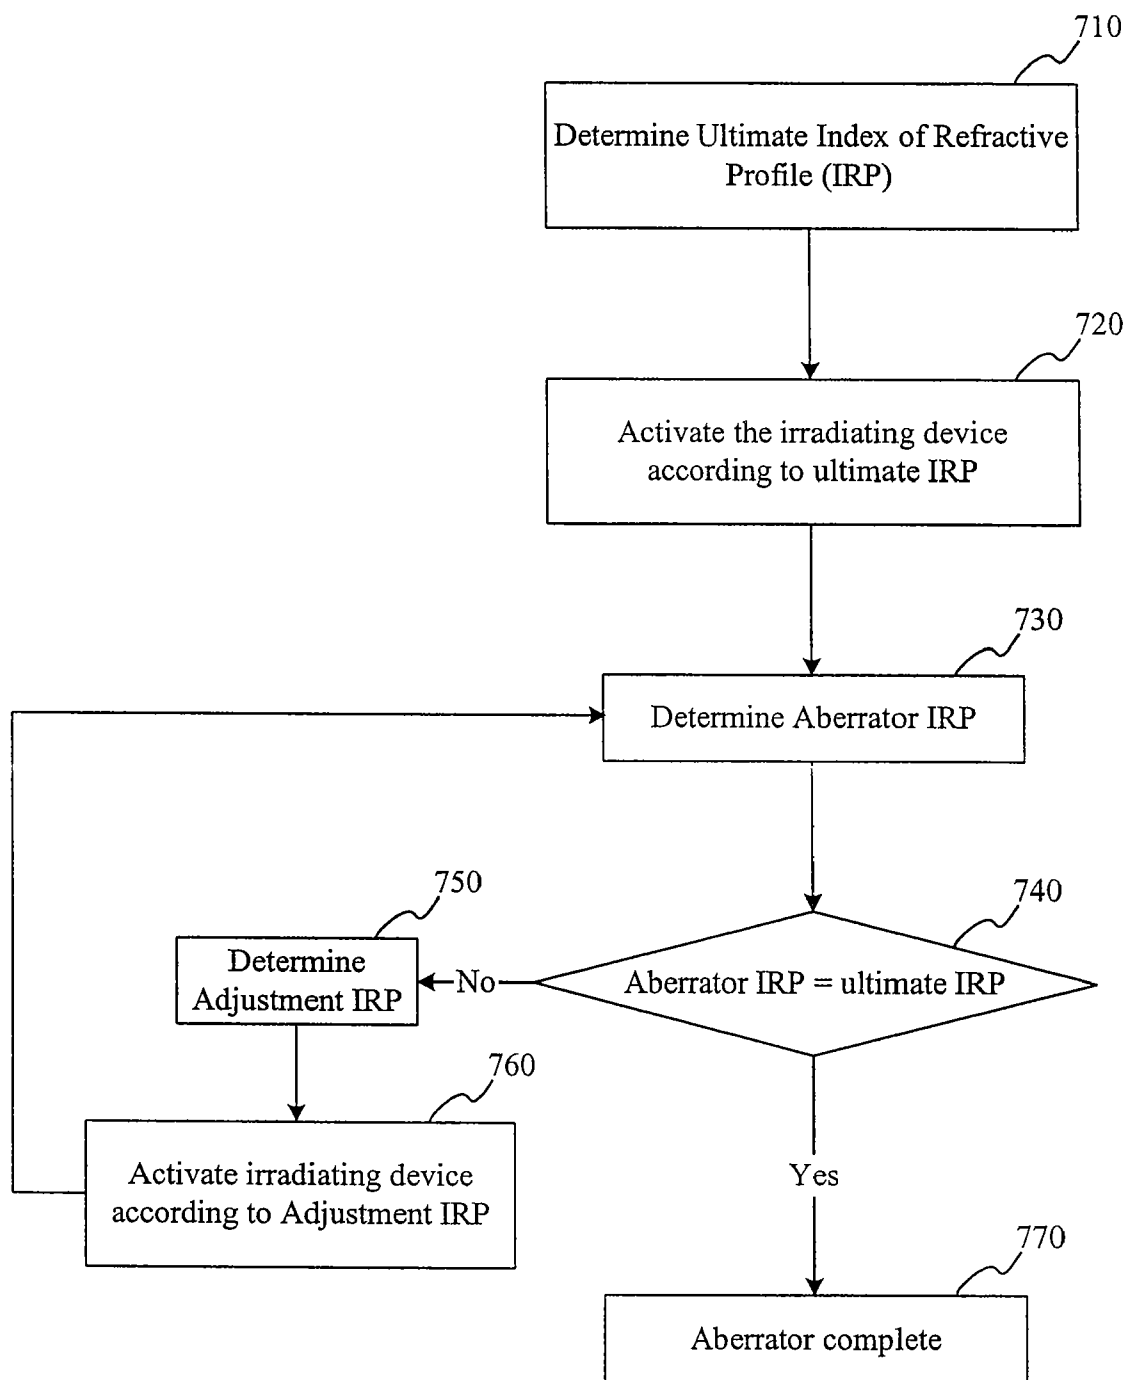 710
Determine Ultimate Index of Refractive
Profile (IRP)
720
Activate the irradiating device
according to ultimate IRP
730
Determine Aberrator IRP
740
Aberrator IRP = ultimate IRP
No
750
Determine
Adjustment IRP
760
Activate irradiating device
according to Adjustment IRP
Yes
770
Aberrator complete